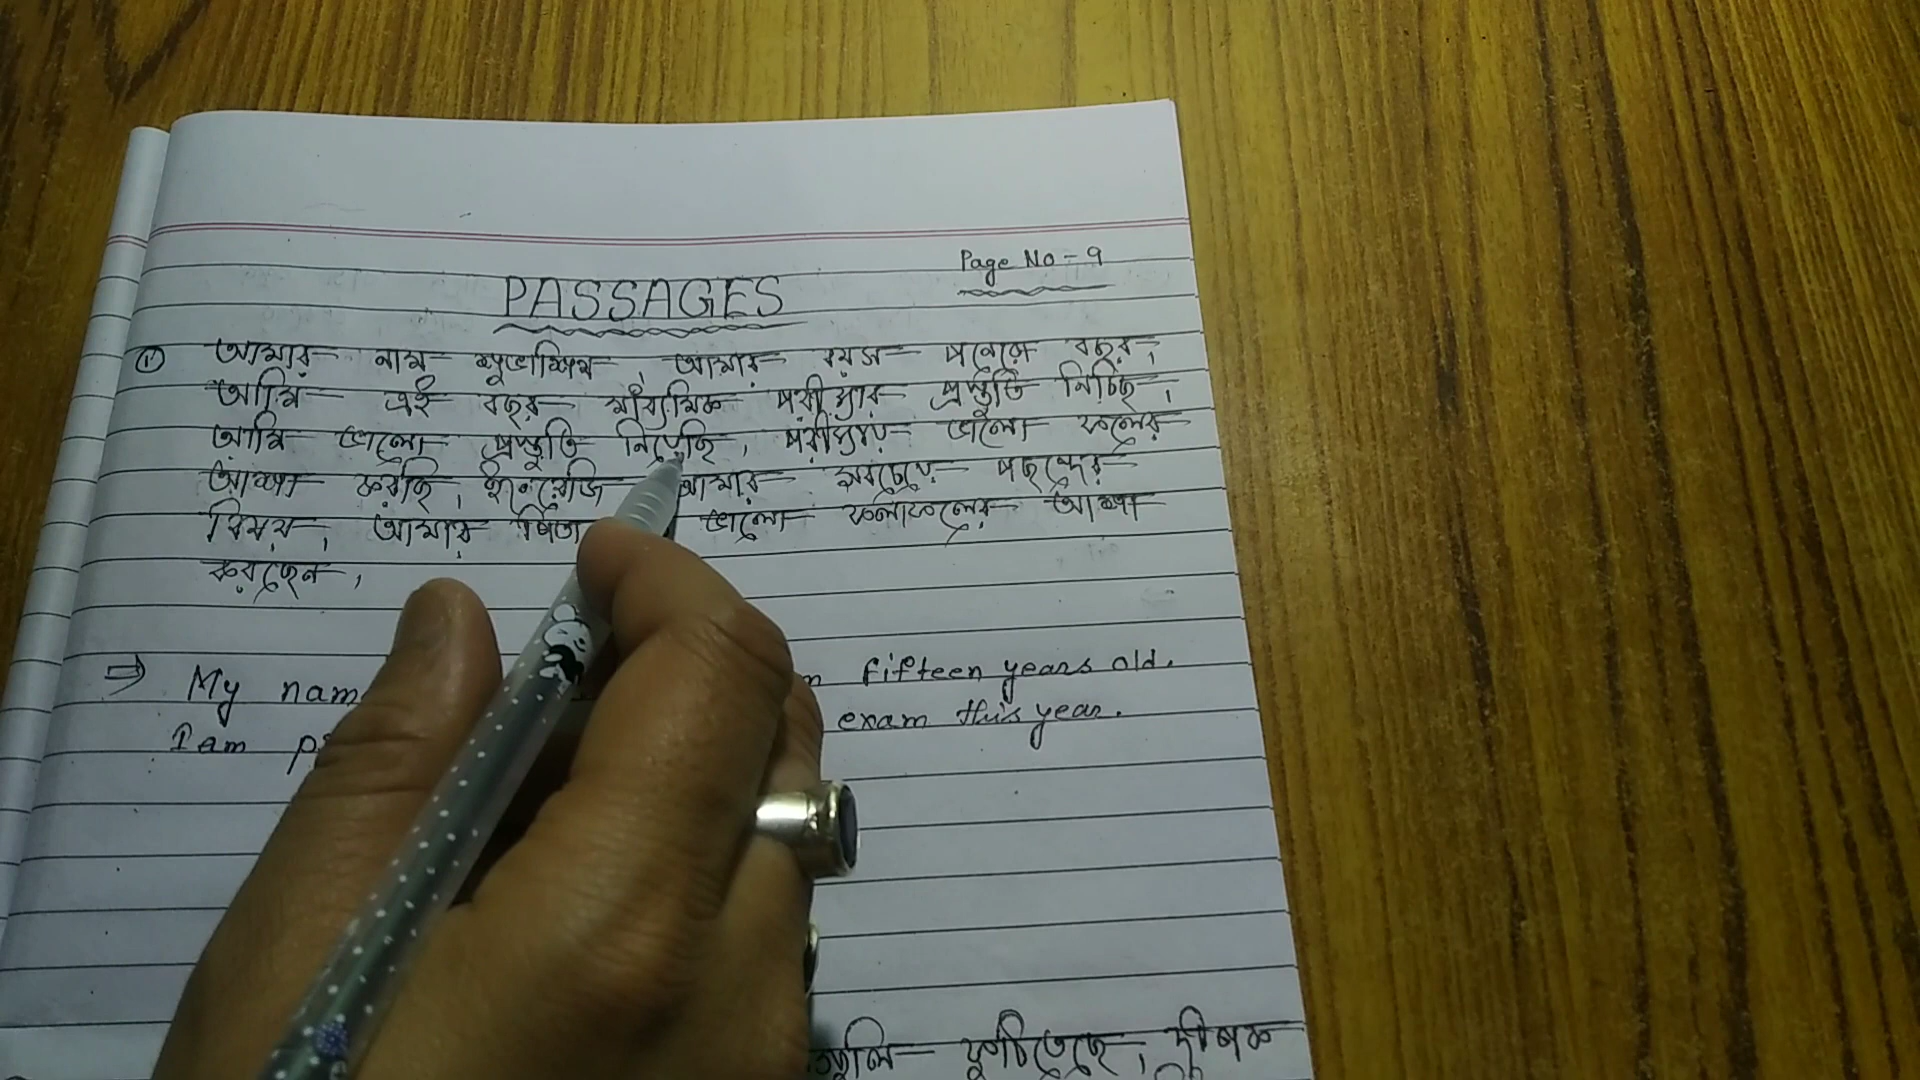 Page No - 9
PASSAGES
① আমার নাম শুভাশিষ, আমার বয়স পনেরো বছর,
আমি এই বছর মাধ্যমিক পরীক্ষার প্রস্তুতি নিচ্ছি,
আমি ভালো প্রস্তুতি নিয়েছি, পরীক্ষায় ভালো ফলের
আশা করছি, ইংরেজি আমার সবচেয়ে পছন্দের
বিষয়, আমার পিতা ভালো ফলাফলের আশা
করছেন,
⇒ My fifteen years old.
I am exam this year.